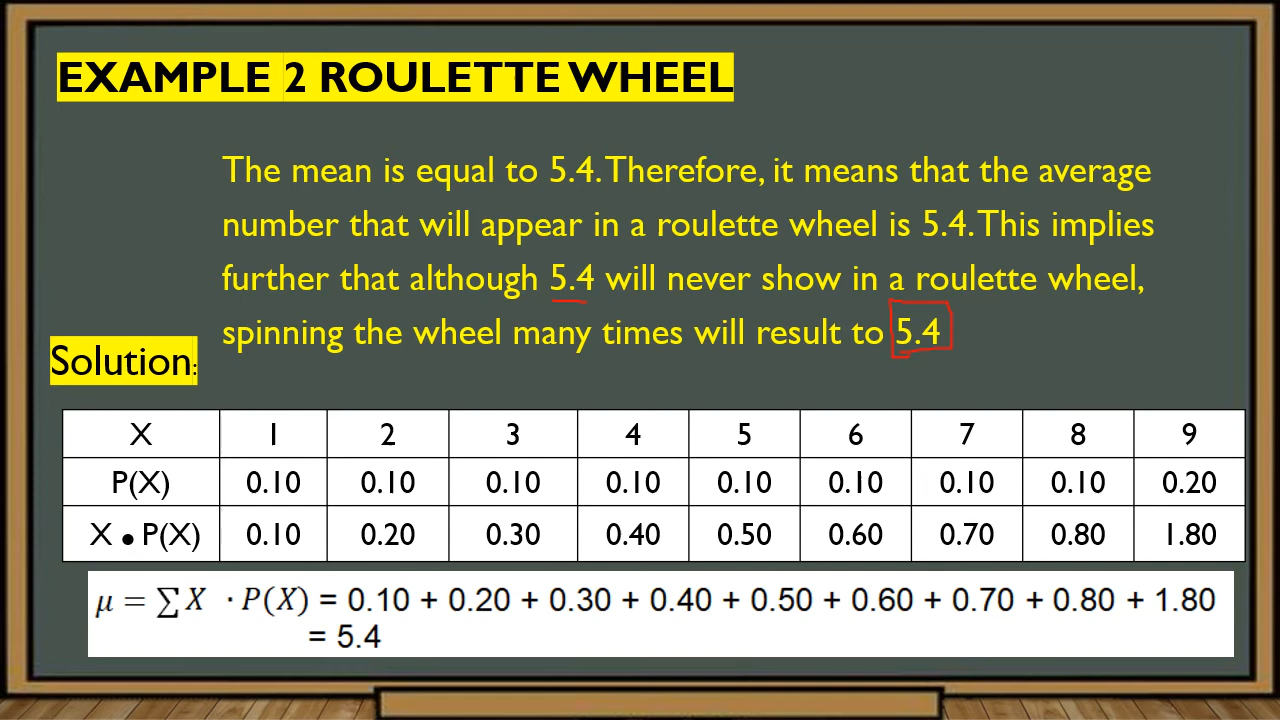 EXAMPLE 2 ROULETTE WHEEL
The mean is equal to 5.4. Therefore, it means that the average
number that will appear in a roulette wheel is 5.4. This implies
further that although 5.4 will never show in a roulette wheel,
spinning the wheel many times will result to 5.4
Solution:
X 1 2 3 4 5 6 7 8 9
P(X) 0.10 0.10 0.10 0.10 0.10 0.10 0.10 0.10 0.20
X • P(X) 0.10 0.20 0.30 0.40 0.50 0.60 0.70 0.80 1.80
μ = ∑X · P(X) = 0.10 + 0.20 + 0.30 + 0.40 + 0.50 + 0.60 + 0.70 + 0.80 + 1.80
= 5.4